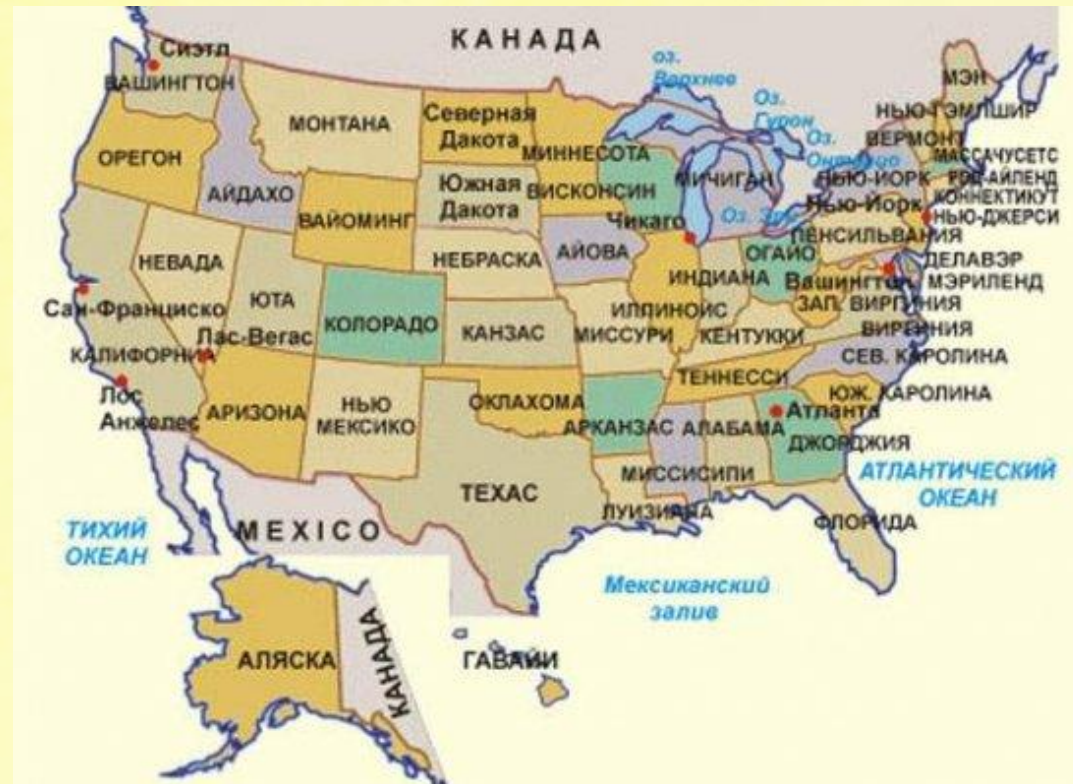 КАНАДА
Сиэтл
ВАШИНГТОН
ОРЕГОН
МОНТАНА
АЙДАХО
Северная
Дакота
Южная
Дакота
МИННЕСОТА
ВИСКОНСИН
оз.
Верхнее
Оз.
Гурон
Оз.
Онтарио
МИЧИГАН
Оз. Эри
МЭН
НЬЮ-ГЭМПШИР
ВЕРМОНТ
МАССАЧУСЕТС
НЬЮ-ЙОРК
РОД-АЙЛЕНД
КОННЕКТИКУТ
Нью-Йорк
НЬЮ-ДЖЕРСИ
ПЕНСИЛЬВАНИЯ
ДЕЛАВЭР
МЭРИЛЕНД
Вашингтон
ВАЙОМИНГ
НЕБРАСКА
АЙОВА
Чикаго
ОГАЙО
ИНДИАНА
ИЛЛИНОИС
ЗАП. ВИРГИНИЯ
ВИРГИНИЯ
НЕВАДА
ЮТА
КОЛОРАДО
КАНЗАС
МИССУРИ
КЕНТУККИ
СЕВ. КАРОЛИНА
Сан-Франциско
Лас-Вегас
КАЛИФОРНИЯ
Лос
Анжелес
АРИЗОНА
НЬЮ
МЕКСИКО
ОКЛАХОМА
АРКАНЗАС
ТЕННЕССИ
ЮЖ. КАРОЛИНА
Атланта
АЛАБАМА
ДЖОРДЖИЯ
МИССИСИПИ
ТЕХАС
ЛУИЗИАНА
ФЛОРИДА
АТЛАНТИЧЕСКИЙ
ОКЕАН
ТИХИЙ
ОКЕАН
MEXICO
Мексиканский
залив
АЛЯСКА
КАНАДА
ГАВАЙИ